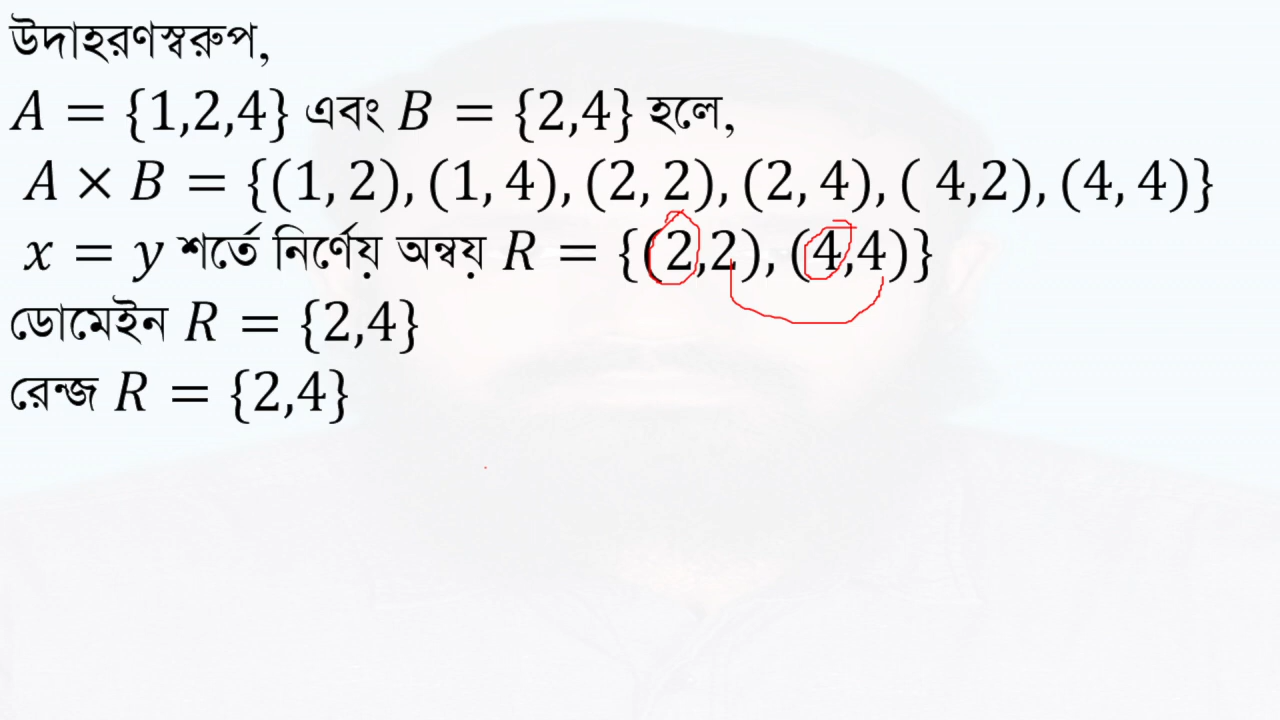 উদাহরণস্বরুপ,
A = {1,2,4} এবং B = {2,4} হলে,
A × B = {(1, 2), (1, 4), (2, 2), (2, 4), ( 4,2), (4, 4)}
x = y শর্তে নির্ণেয় অন্বয় R = {(2,2), (4,4)}
ডোমেইন R = {2,4}
রেন্জ R = {2,4}